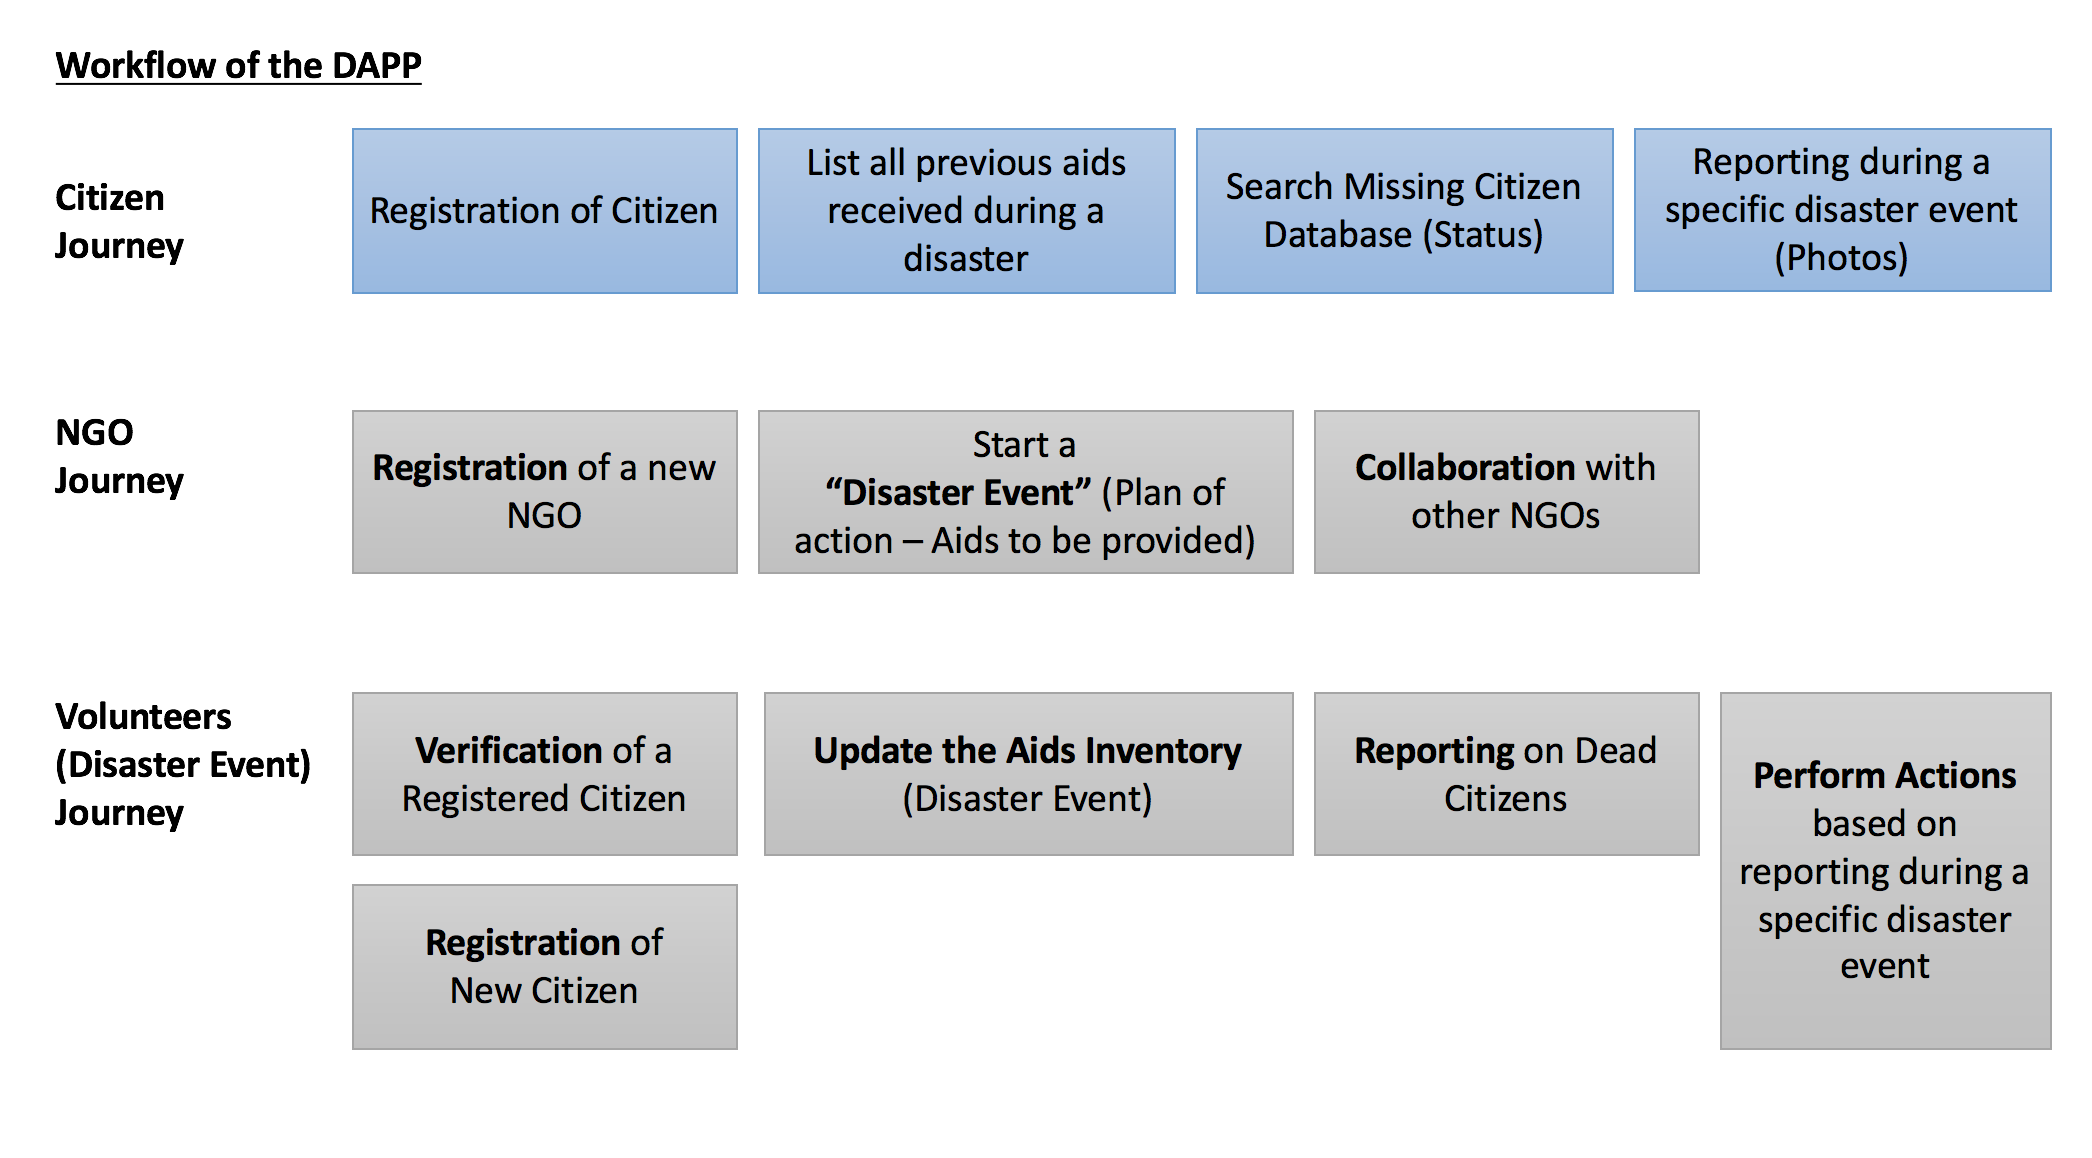 Workflow of the DAPP
Citizen
Journey
Registration of Citizen
List all previous aids
received during a
disaster
Search Missing Citizen
Database (Status)
Reporting during a
specific disaster event
(Photos)
NGO
Journey
Registration of a new
NGO
Start a
“Disaster Event” (Plan of
action – Aids to be provided)
Collaboration with
other NGOs
Volunteers
(Disaster Event)
Journey
Verification of a
Registered Citizen
Update the Aids Inventory
(Disaster Event)
Reporting on Dead
Citizens
Perform Actions
based on
reporting during a
specific disaster
event
Registration of
New Citizen